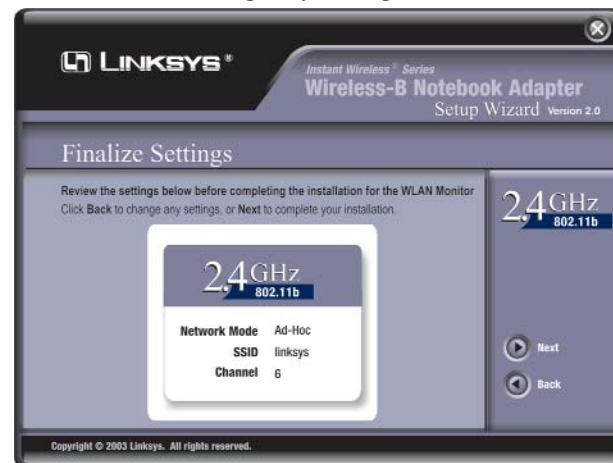 LINKSYS®
Instant Wireless® Series
Wireless-B Notebook Adapter
Setup Wizard Version 2.0
Finalize Settings
Review the settings below before completing the installation for the WLAN Monitor
Click Back to change any settings, or Next to complete your installation.
2.4GHz
802.11b
Network Mode Ad-Hoc
SSID linksys
Channel 6
2.4GHz
802.11b
Next
Back
Copyright © 2003 Linksys. All rights reserved.